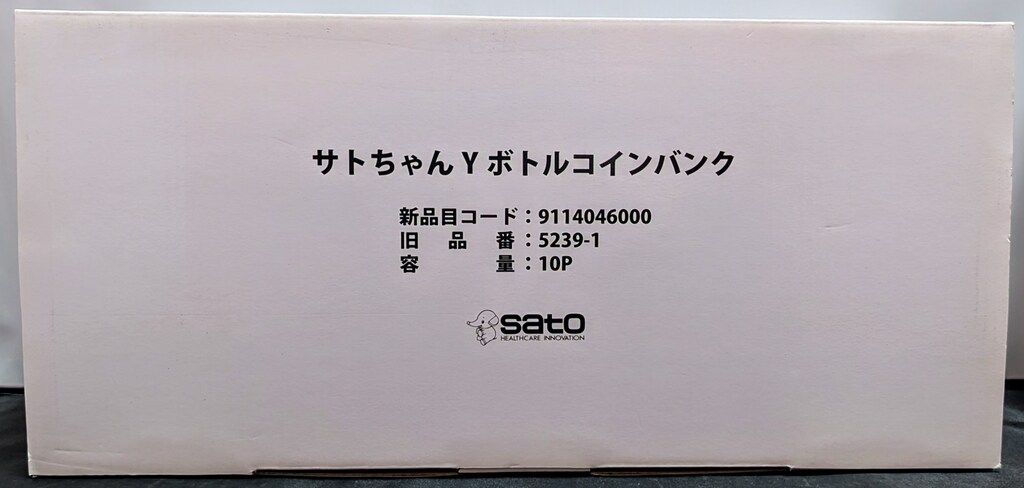 サトちゃん Y ボトルコインバンク
新品目コード：9114046000
旧品番：5239-1
容量：10P
sato
HEALTHCARE INNOVATION